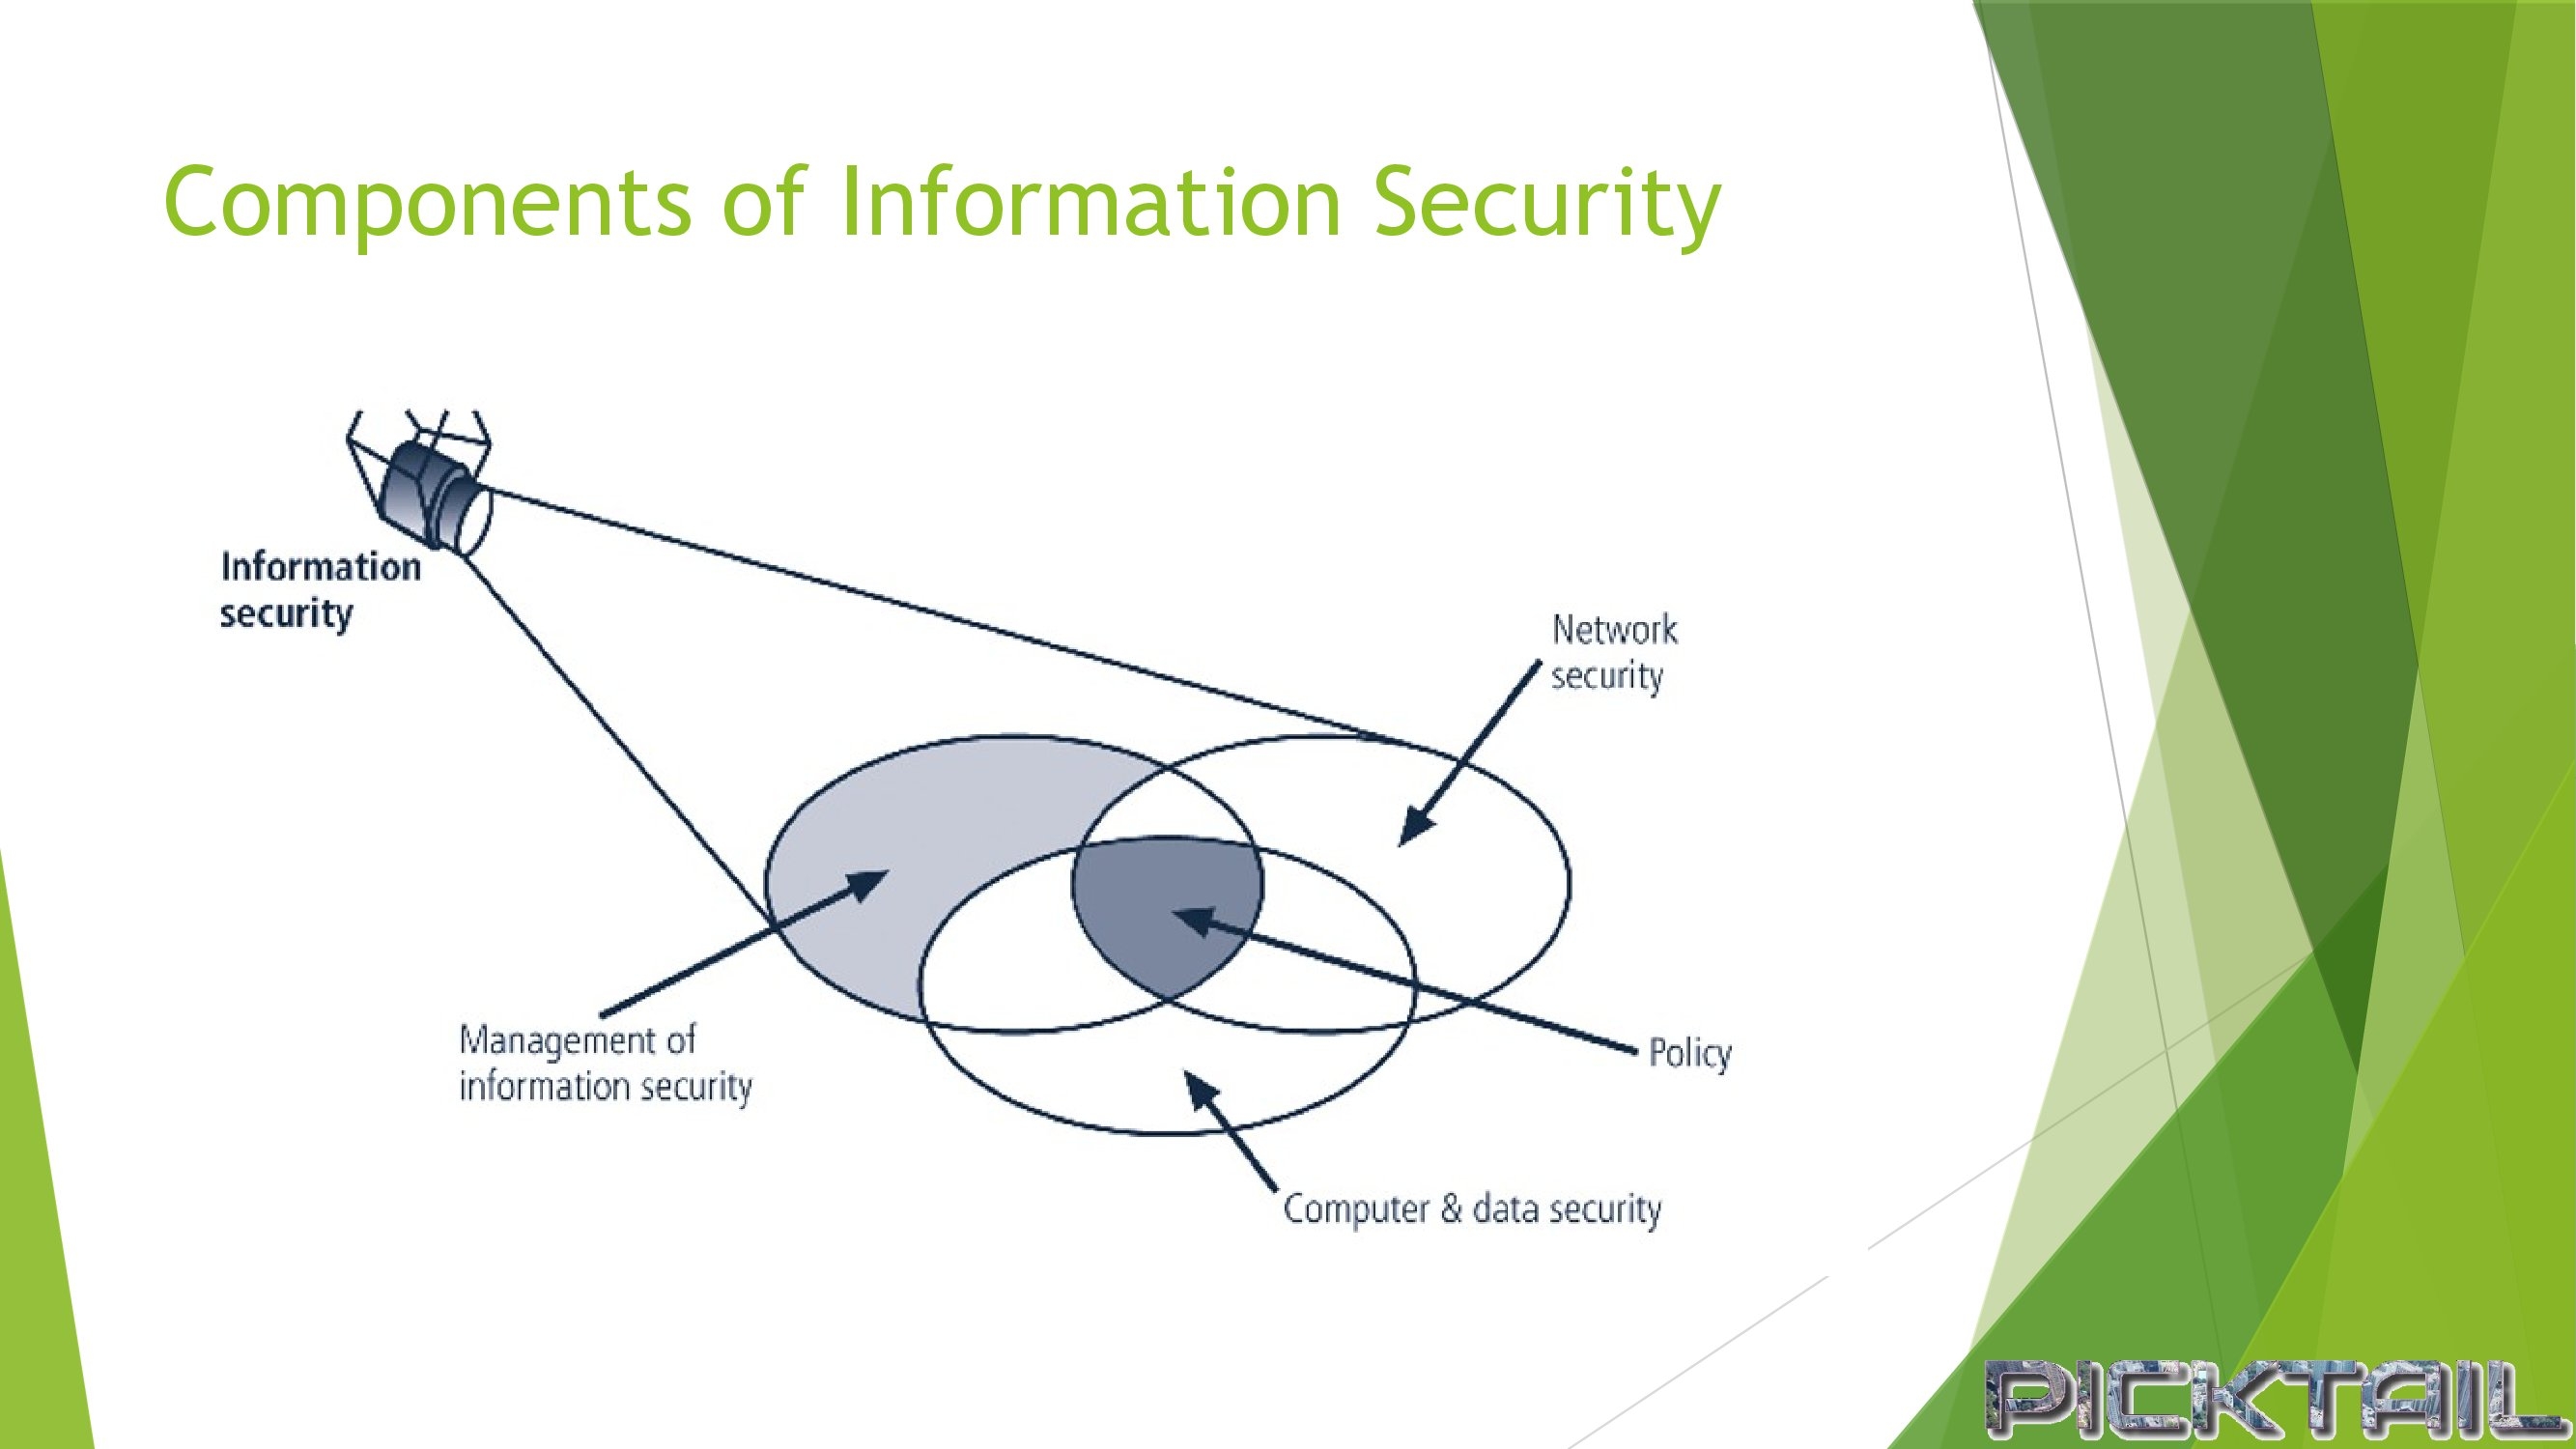 Components of Information Security
Information
security
Network
security
Management of
information security
Policy
Computer & data security
PICKTAIL